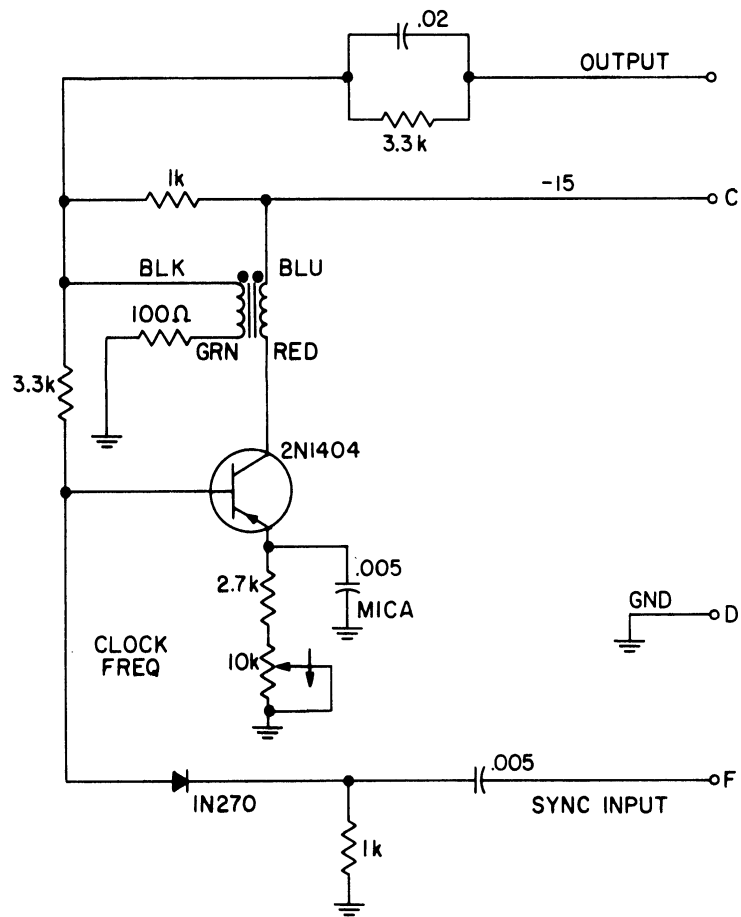 .02
OUTPUT
3.3k
1k
-15
C
BLK
BLU
100Ω
GRN
RED
3.3k
2N1404
.005
2.7k
MICA
GND
D
CLOCK
FREQ
10k
.005
F
1N270
SYNC INPUT
1k